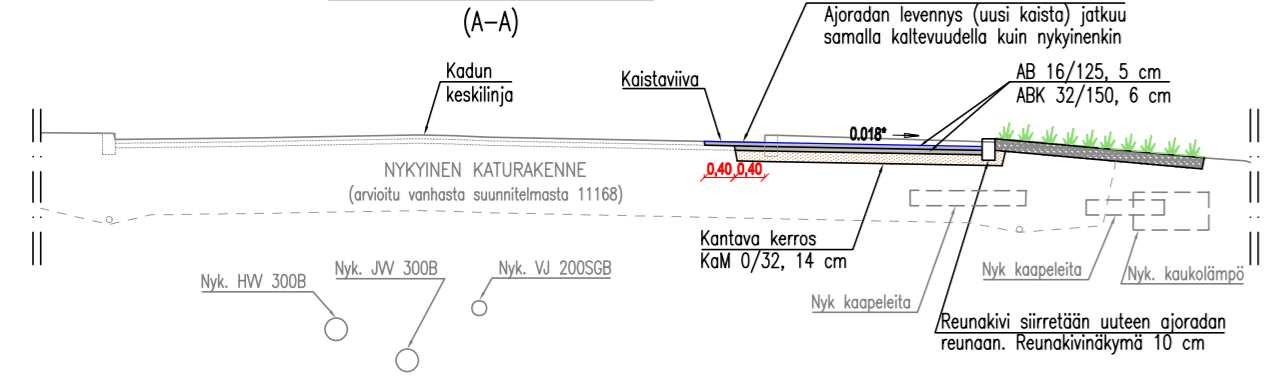 (A-A)
Ajoradan levennys (uusi kaista) jatkuu
samalla kaltevuudella kuin nykyinenkin
Kadun
keskilinja
Kaistaviiva
AB 16/125, 5 cm
ABK 32/150, 6 cm
0.018*
NYKYINEN KATURAKENNE
(arvioitu vanhasta suunnitelmasta 11168)
0,40 0,40
Kantava kerros
KaM 0/32, 14 cm
Nyk. HVV 300B
Nyk. JVV 300B
Nyk. VJ 200SGB
Nyk kaapeleita
Nyk kaapeleita
Nyk. kaukolämpö
Reunakivi siirretään uuteen ajoradan
reunaan. Reunakivinäkymä 10 cm